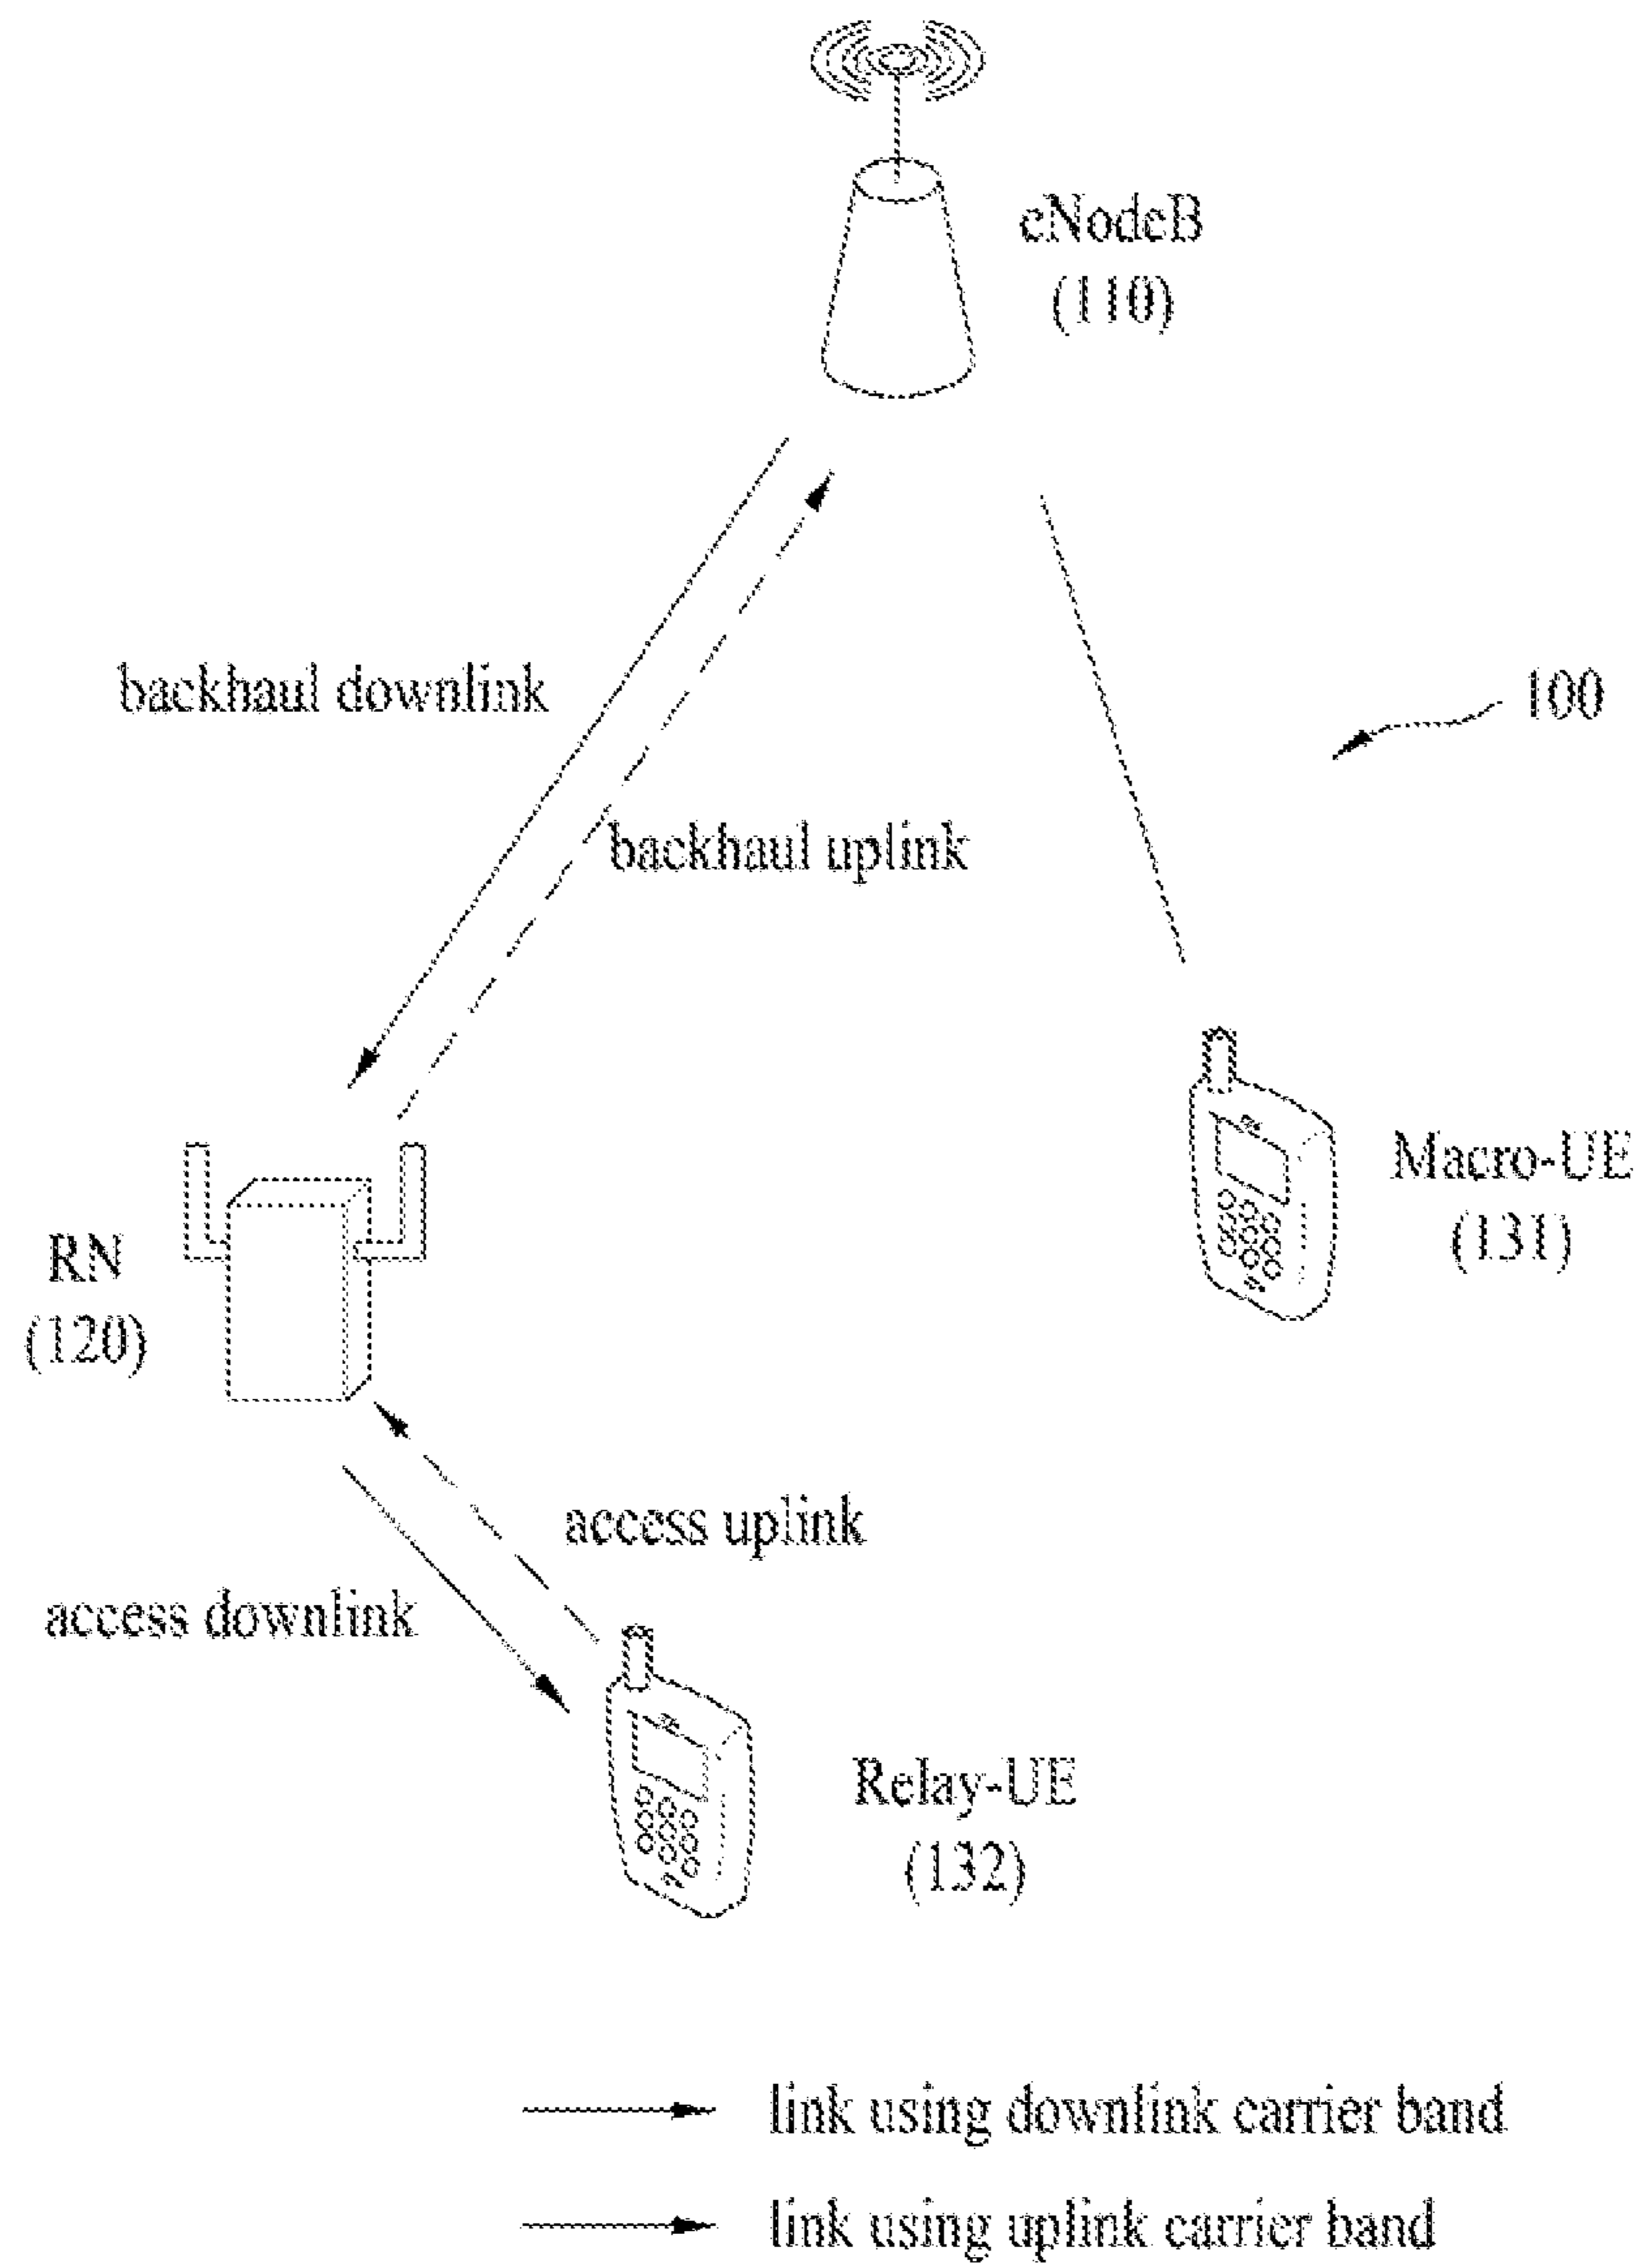 eNodeB
(110)
backhaul downlink
100
backhaul uplink
Macro-UE
(131)
RN
(120)
access uplink
access downlink
Relay-UE
(132)
link using downlink carrier band
link using uplink carrier band